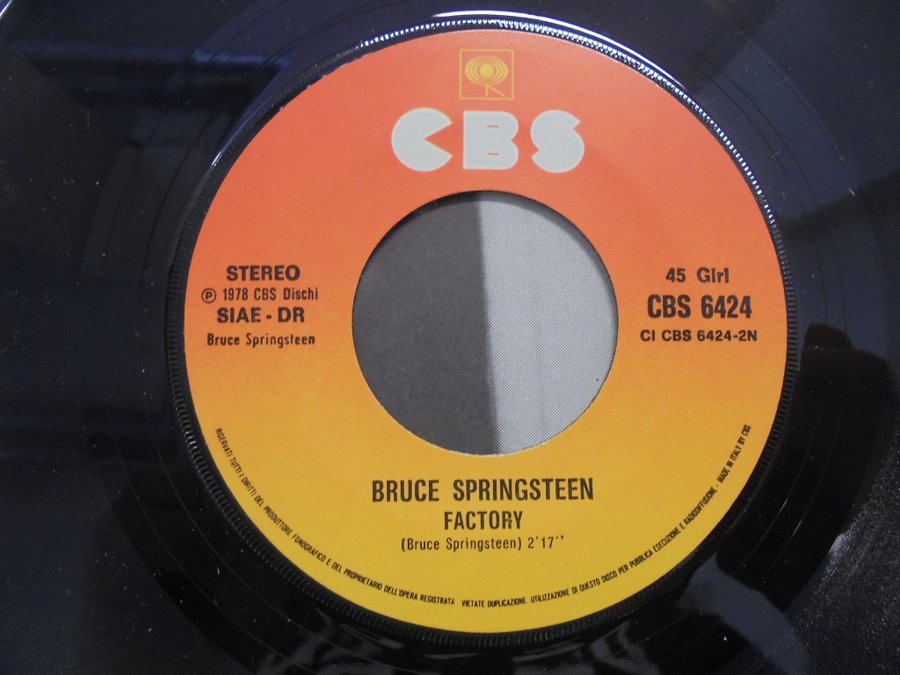 CBS
STEREO
℗ 1978 CBS Dischi
SIAE - DR
Bruce Springsteen
45 Giri
CBS 6424
CI CBS 6424-2N
BRUCE SPRINGSTEEN
FACTORY
(Bruce Springsteen) 2'17''
RISERVATI TUTTI I DIRITTI DEL PRODUTTORE FONOGRAFICO E DEL PROPRIETARIO DELL'OPERA REGISTRATA VIETATE DUPLICAZIONE. UTILIZZAZIONE DI QUESTO DISCO PER PUBBLICA ESECUZIONE E RADIODIFFUSIONE - MADE IN ITALY BY CBS